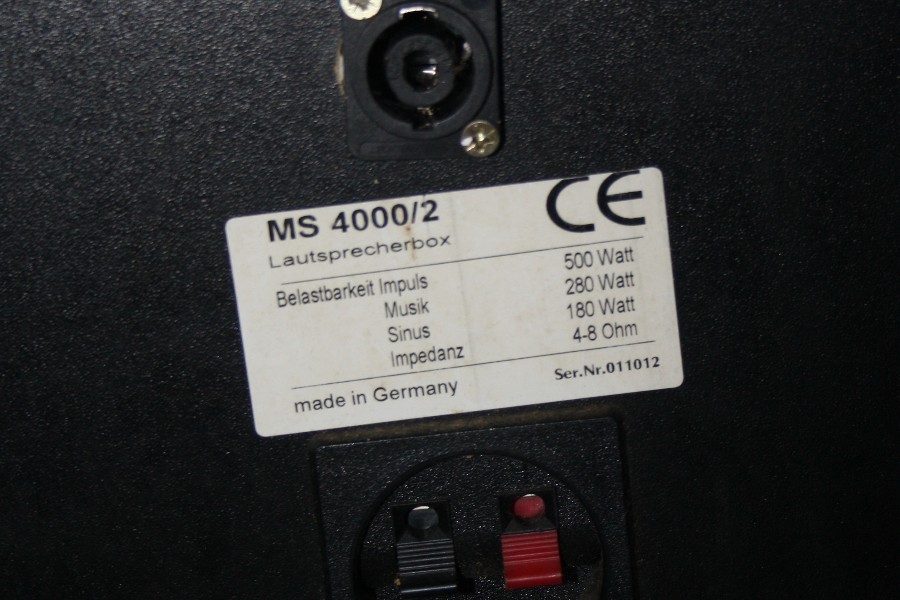 MS 4000/2 CE
Lautsprecherbox
Belastbarkeit Impuls 500 Watt
Musik 280 Watt
Sinus 180 Watt
Impedanz 4-8 Ohm
made in Germany Ser.Nr.011012